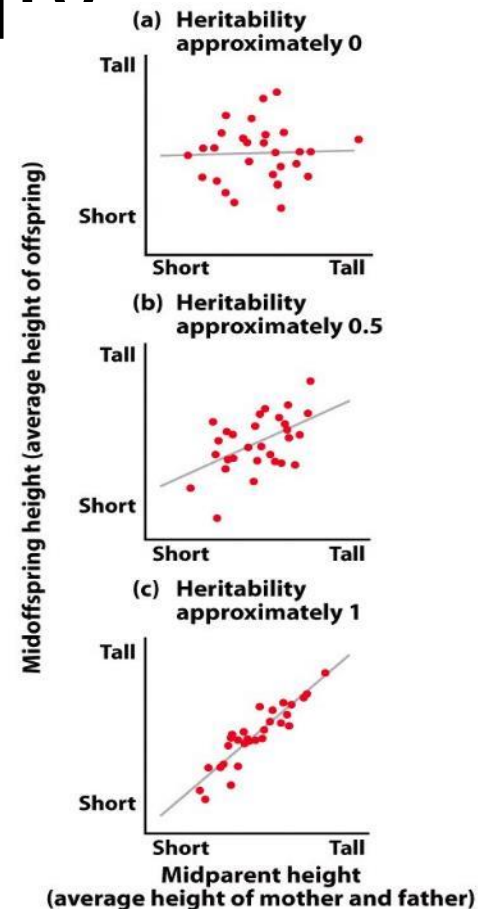 (a) Heritability
approximately 0
Tall
Short
Short Tall
(b) Heritability
approximately 0.5
Tall
Short
Short Tall
(c) Heritability
approximately 1
Tall
Short
Short Tall
Midparent height
(average height of mother and father)
Midoffspring height (average height of offspring)